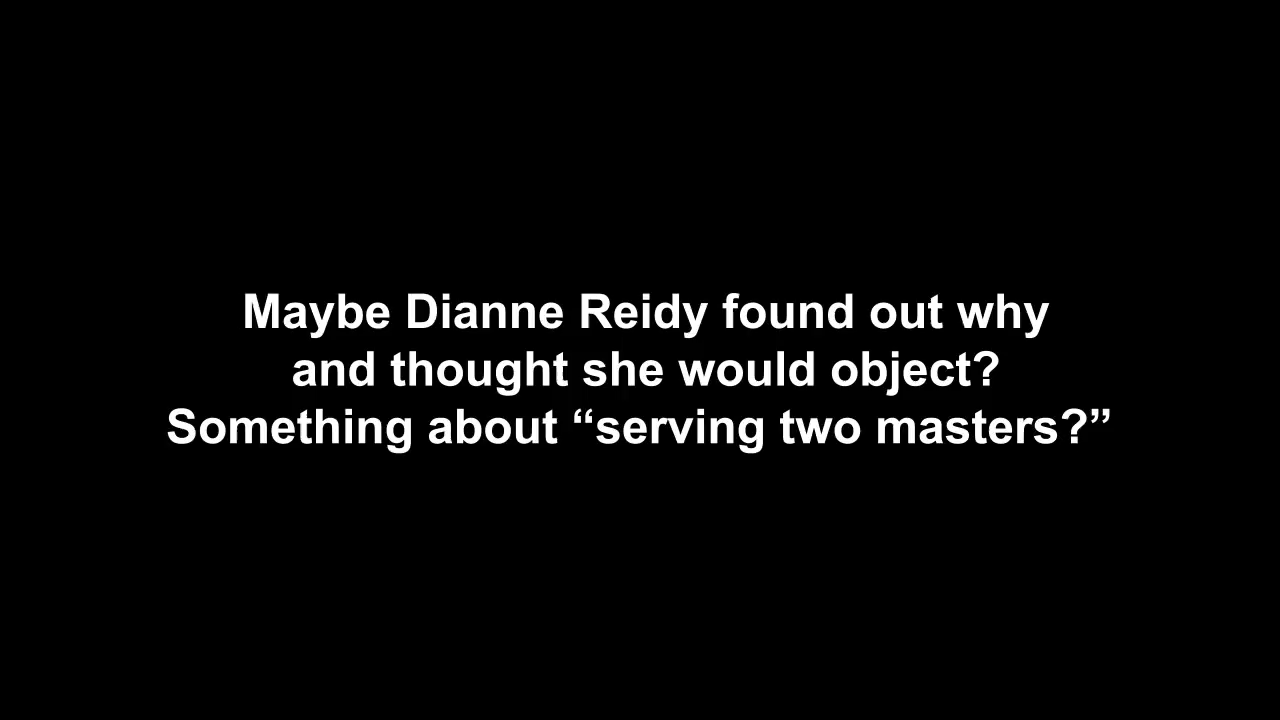 Maybe Dianne Reidy found out why
and thought she would object?
Something about “serving two masters?”